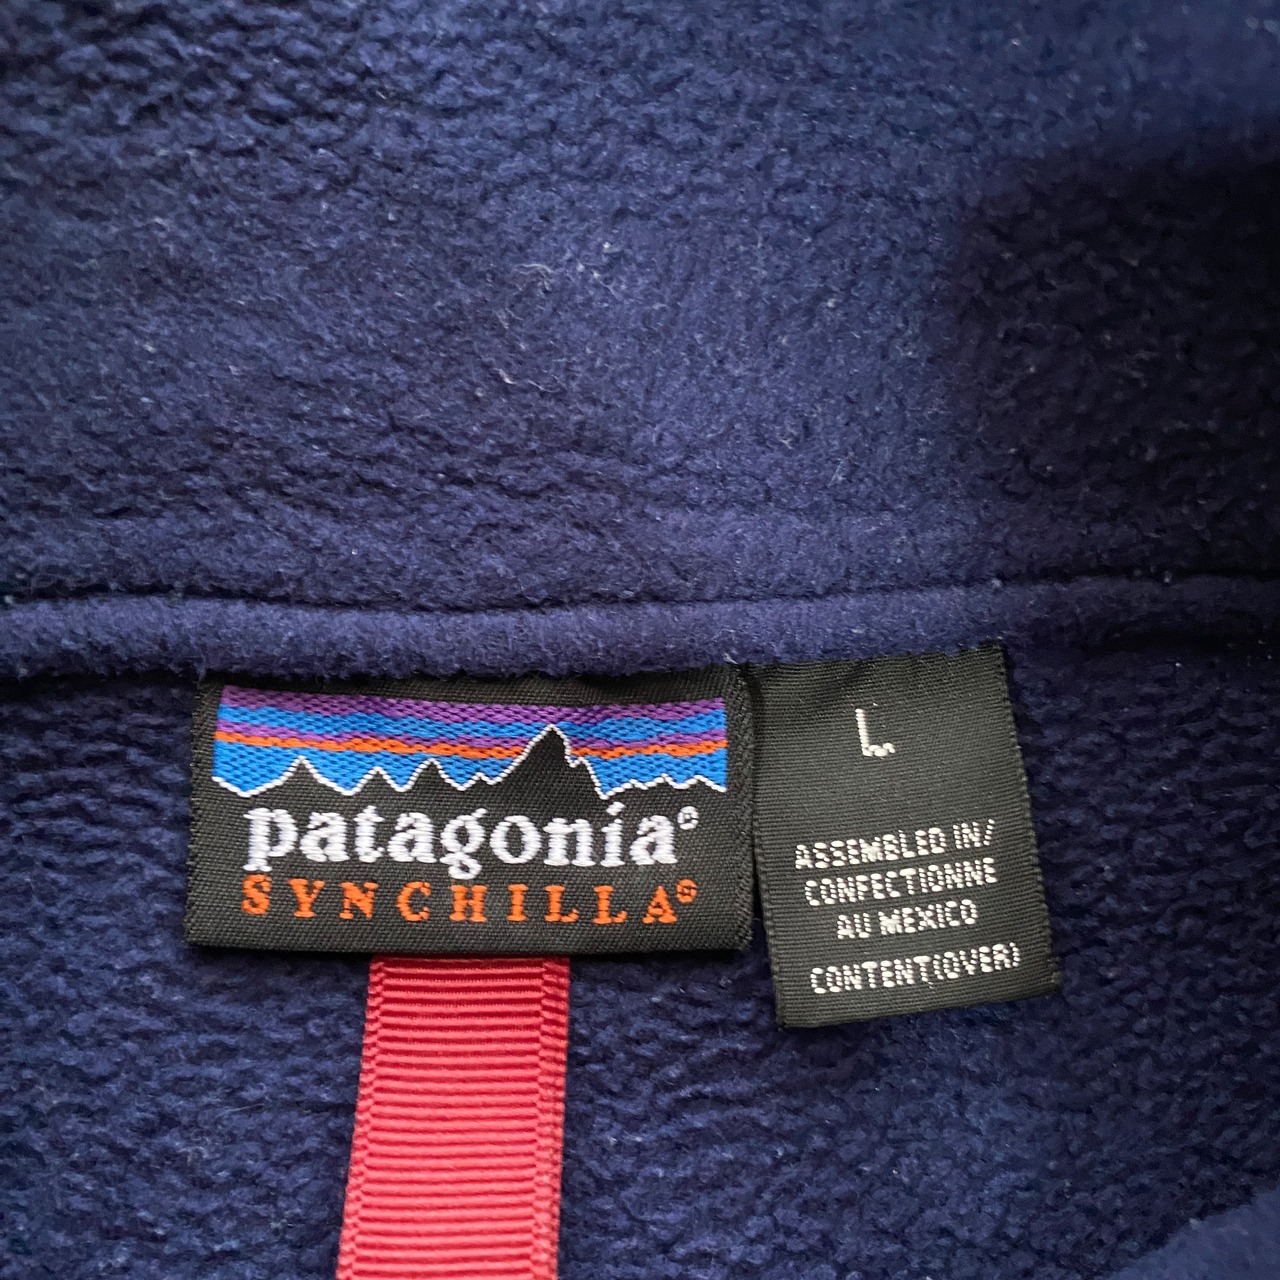 patagonia®
SYNCHILLA®
L
ASSEMBLED IN/
CONFECTIONNE
AU MEXICO
CONTENT(OVER)